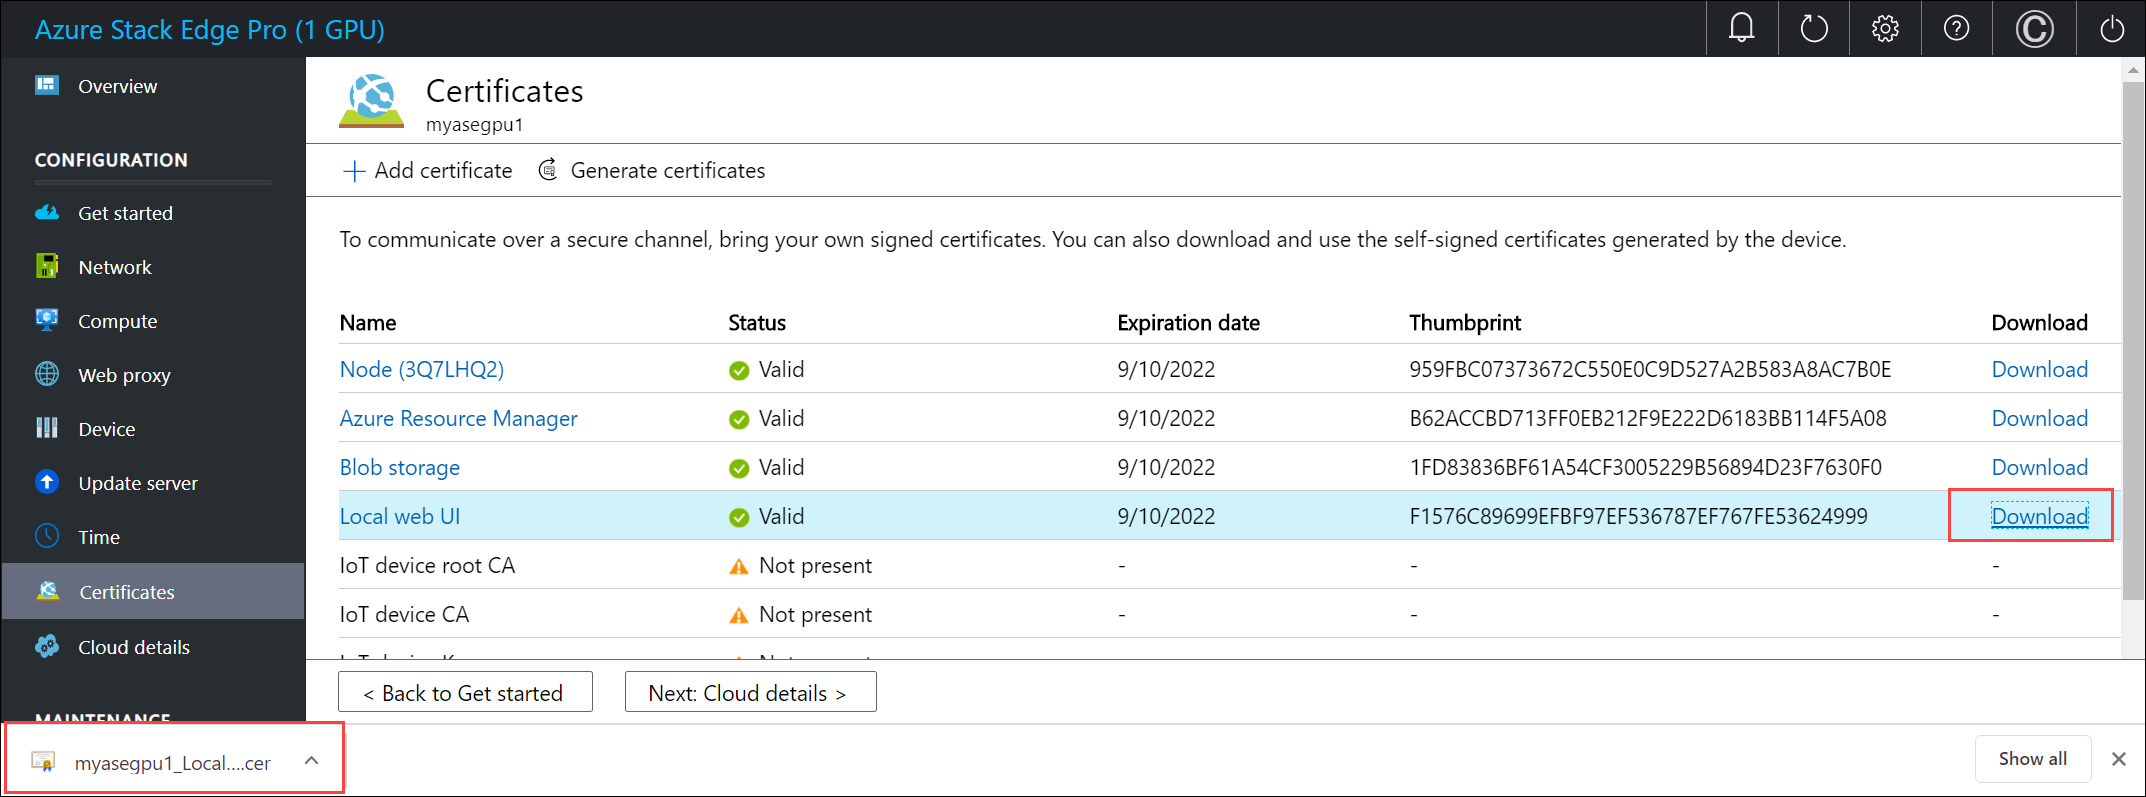 Azure Stack Edge Pro (1 GPU)
Overview
CONFIGURATION
Get started
Network
Compute
Web proxy
Device
Update server
Time
Certificates
Cloud details
MAINTENANCE
Certificates
myasegpu1
+ Add certificate Generate certificates
To communicate over a secure channel, bring your own signed certificates. You can also download and use the self-signed certificates generated by the device.
Name Status Expiration date Thumbprint Download
Node (3Q7LHQ2) Valid 9/10/2022 959FBC07373672C550E0C9D527A2B583A8AC7B0E Download
Azure Resource Manager Valid 9/10/2022 B62ACCBD713FF0EB212F9E222D6183BB114F5A08 Download
Blob storage Valid 9/10/2022 1FD83836BF61A54CF3005229B56894D23F7630F0 Download
Local web UI Valid 9/10/2022 F1576C89699EFBF97EF536787EF767FE53624999 Download
IoT device root CA Not present - - -
IoT device CA Not present - - -
< Back to Get started Next: Cloud details >
myasegpu1_Local....cer Show all